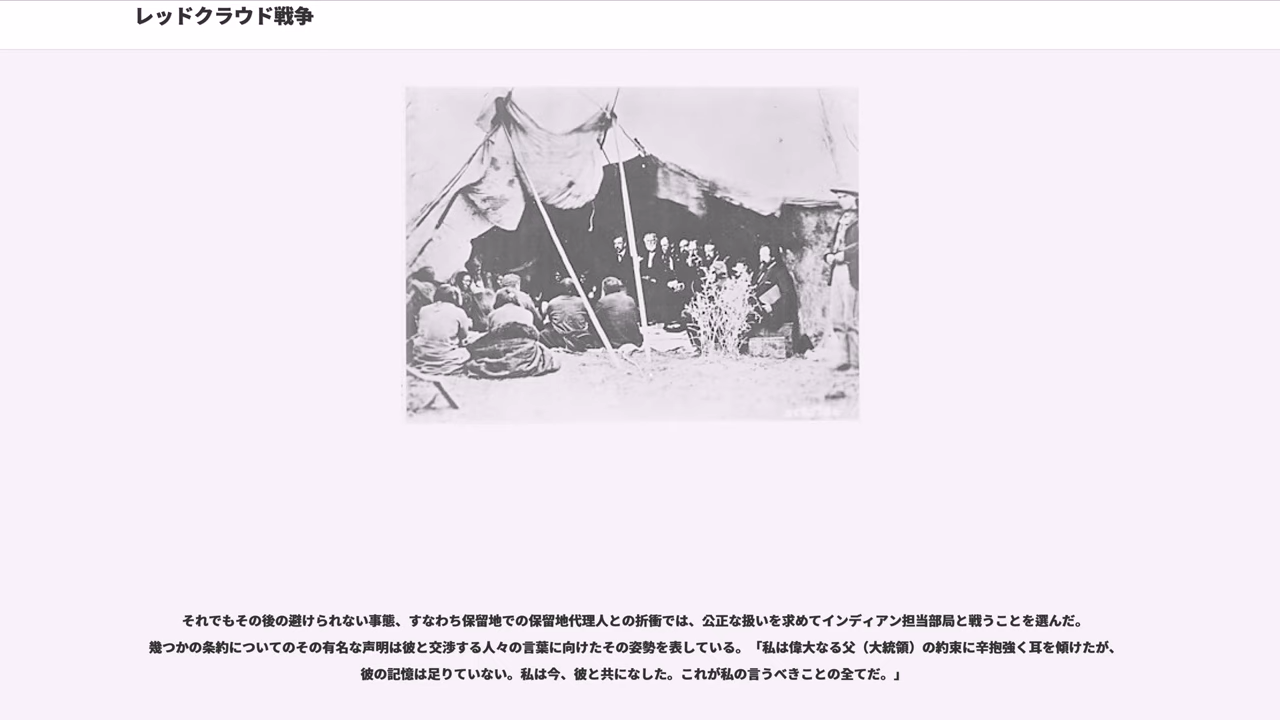 レッドクラウド戦争
それでもその後の避けられない事態、すなわち保留地での保留地代理人との折衝では、公正な扱いを求めてインディアン担当部局と戦うことを選んだ。
幾つかの条約についてのその有名な声明は彼と交渉する人々の言葉に向けたその姿勢を表している。「私は偉大なる父（大統領）の約束に辛抱強く耳を傾けたが、
彼の記憶は足りていない。私は今、彼と共になした。これが私の言うべきことの全てだ。」